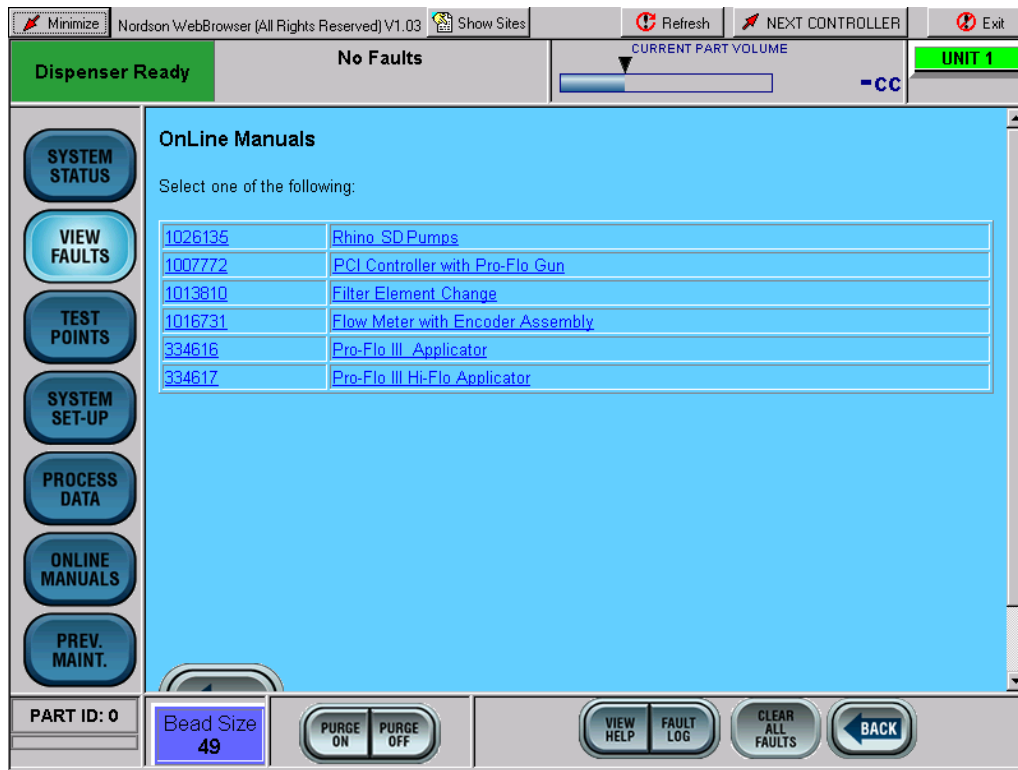 Minimize Nordson WebBrowser (All Rights Reserved) V1.03 Show Sites Refresh NEXT CONTROLLER Exit
Dispenser Ready
No Faults
CURRENT PART VOLUME
-cc
UNIT 1
SYSTEM
STATUS
VIEW
FAULTS
TEST
POINTS
SYSTEM
SET-UP
PROCESS
DATA
ONLINE
MANUALS
PREV.
MAINT.
OnLine Manuals
Select one of the following:
1026135 Rhino SD Pumps
1007772 PCI Controller with Pro-Flo Gun
1013810 Filter Element Change
1016731 Flow Meter with Encoder Assembly
334616 Pro-Flo III Applicator
334617 Pro-Flo III Hi-Flo Applicator
PART ID: 0
Bead Size
49
PURGE
ON
PURGE
OFF
VIEW
HELP
FAULT
LOG
CLEAR
ALL
FAULTS
BACK